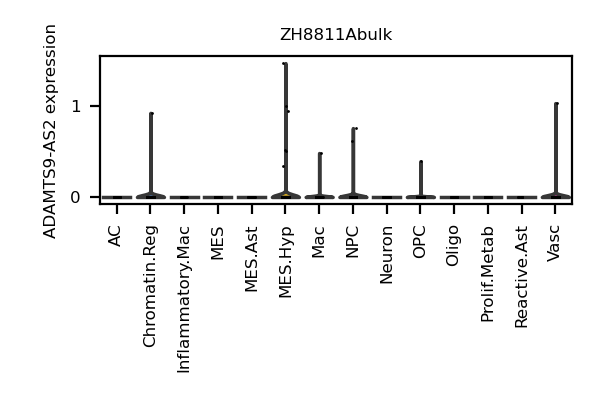 ZH8811Abulk
ADAMTS9-AS2 expression
1
0
AC
Chromatin.Reg
Inflammatory.Mac
MES
MES.Ast
MES.Hyp
Mac
NPC
Neuron
OPC
Oligo
Prolif.Metab
Reactive.Ast
Vasc